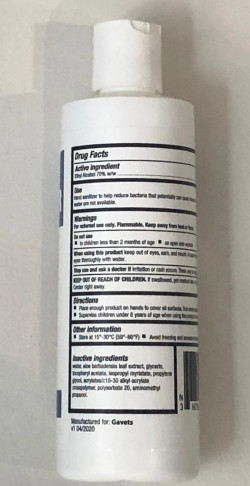 Drug Facts
Active ingredient
Ethyl Alcohol 70% w/w
Use
Hand sanitizer to help reduce bacteria that potentially can cause
water are not available.
Warnings
For external use only. Flammable. Keep away from heat or
Do not use
■ in children less than 2 months of age ■ on open skin wounds
When using this product keep out of eyes, ears, and mouth. In
eyes thoroughly with water.
Stop use and ask a doctor if irritation or rash occurs. These
KEEP OUT OF REACH OF CHILDREN. If swallowed, get medical help
Center right away.
Directions
■ Place enough product on hands to cover all surfaces.
■ Supervise children under 6 years of age when using this
Other information
■ Store at 15°-30°C (59°-86°F) ■ Avoid freezing and excessive
Inactive ingredients
water, aloe barbadensis leaf extract, glycerin,
tocopheryl acetate, isopropyl myristate, propylene
glycol, acrylates/c10-30 alkyl acrylate
crosspolymer, polysorbate 20, aminomethyl
propanol.
N
3
Manufactured for: Gavets
v1 04/2020